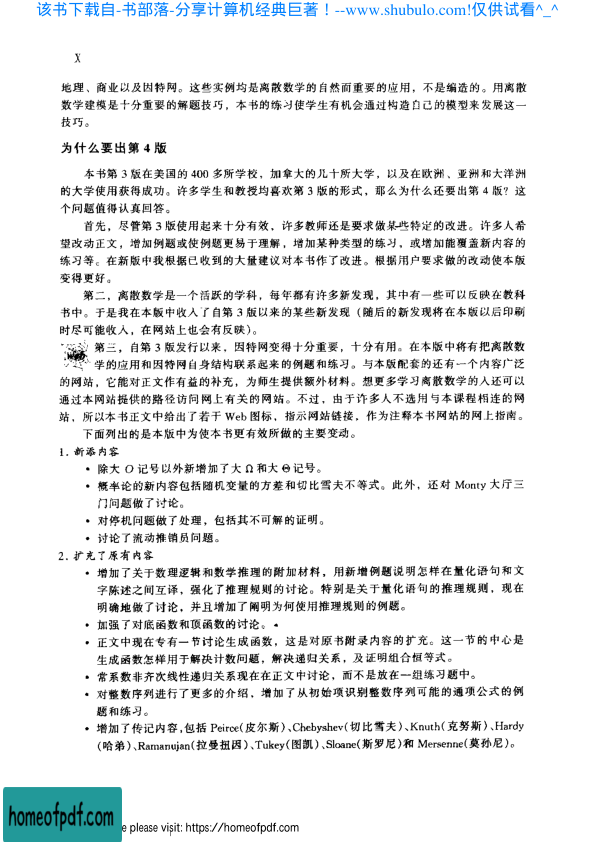 该书下载自-书部落-分享计算机经典巨著！--www.shubulo.com!仅供试看^_^
X
地理、商业以及因特网。这些实例均是离散数学的自然而重要的应用，不是编造的。用离散
数学建模是十分重要的解题技巧，本书的练习使学生有机会通过构造自己的模型来发展这一
技巧。
为什么要出第 4 版
本书第 3 版在美国的 400 多所学校、加拿大的几十所大学，以及在欧洲、亚洲和大洋洲
的大学使用获得成功。许多学生和教授均喜欢第 3 版的形式，那么为什么还要出第 4 版？这
个问题值得认真回答。
首先，尽管第 3 版使用起来十分有效，许多教师还是要求做某些特定的改进。许多人希
望改动正文，增加例题或使例题更易于理解，增加某种类型的练习，或增加能覆盖新内容的
练习等。在新版中我根据已收到的大量建议对本书作了改进。根据用户要求做的改动使本版
变得更好。
第二，离散数学是一个活跃的学科，每年都有许多新发现，其中有一些可以反映在教科
书中。于是我在本版中收入了自第 3 版以来的某些新发现（随后的新发现将在本版以后印刷
时尽可能收入，在网站上也会有反映）。
第三，自第 3 版发行以来，因特网变得十分重要，十分有用。在本版中将有把离散数
学的应用和因特网自身结构联系起来的例题和练习。与本版配套的还有一个内容广泛
的网站，它能对正文作有益的补充，为师生提供额外材料。想更多学习离散数学的人还可以
通过本网站提供的路径访问网上有关的网站。不过，由于许多人不选用与本课程相连的网
站，所以本书正文中给出了若干 Web 图标，指示网站链接，作为注释本书网站的网上指南。
下面列出的是本版中为使本书更有效所做的主要变动。
1. 新添内容
• 除大 O 记号以外新增加了大 Ω 和大 Θ 记号。
• 概率论的新内容包括随机变量的方差和切比雪夫不等式。此外，还对 Monty 大厅三
门问题做了讨论。
• 对停机问题做了处理，包括其不可解的证明。
• 讨论了流动推销员问题。
2. 扩充了原有内容
• 增加了关于数理逻辑和数学推理的附加材料，用新增例题说明怎样在量化语句和文
字陈述之间互译，强化了推理规则的讨论。特别是关于量化语句的推理规则，现在
明确地做了讨论，并且增加了阐明为何使用推理规则的例题。
• 加强了对底函数和顶函数的讨论。
• 正文中现在专有一节讨论生成函数，这是对原书附录内容的扩充。这一节的中心是
生成函数怎样用于解决计数问题，解决递归关系，及证明组合恒等式。
• 常系数非齐次线性递归关系现在在正文中讨论，而不是放在一组练习题中。
• 对整数序列进行了更多的介绍，增加了从初始项识别整数序列可能的通项公式的例
题和练习。
• 增加了传记内容,包括 Peirce(皮尔斯)、Chebyshev(切比雪夫)、Knuth(克努斯)、Hardy
(哈弟)、Ramanujan(拉曼扭因)、Tukey(图凯)、Sloane(斯罗尼)和 Mersenne(莫孙尼)。
homeofpdf.com
e please visit: https://homeofpdf.com